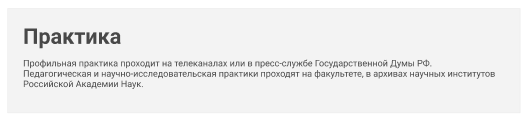 Практика
Профильная практика проходит на телеканалах или в пресс-службе Государственной Думы РФ.
Педагогическая и научно-исследовательская практики проходят на факультете, в архивах научных институтов
Российской Академии Наук.